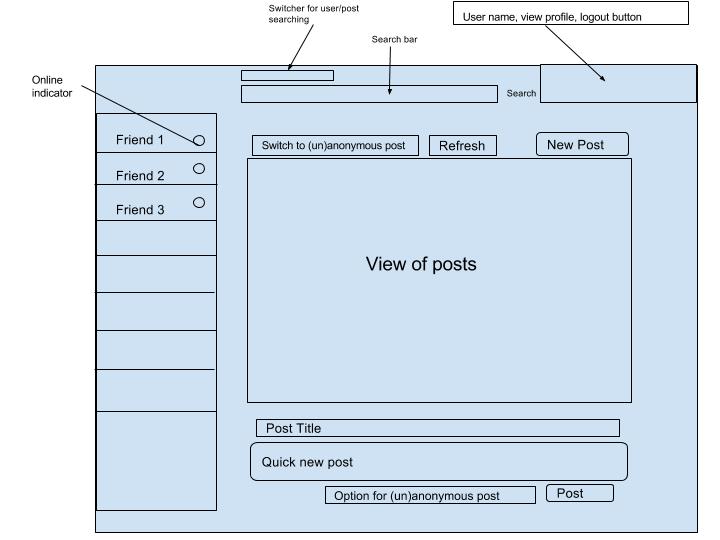 Switcher for user/post
searching
User name, view profile, logout button
Search bar
Online
indicator
Search
Friend 1
Friend 2
Friend 3
Switch to (un)anonymous post
Refresh
New Post
View of posts
Post Title
Quick new post
Option for (un)anonymous post
Post